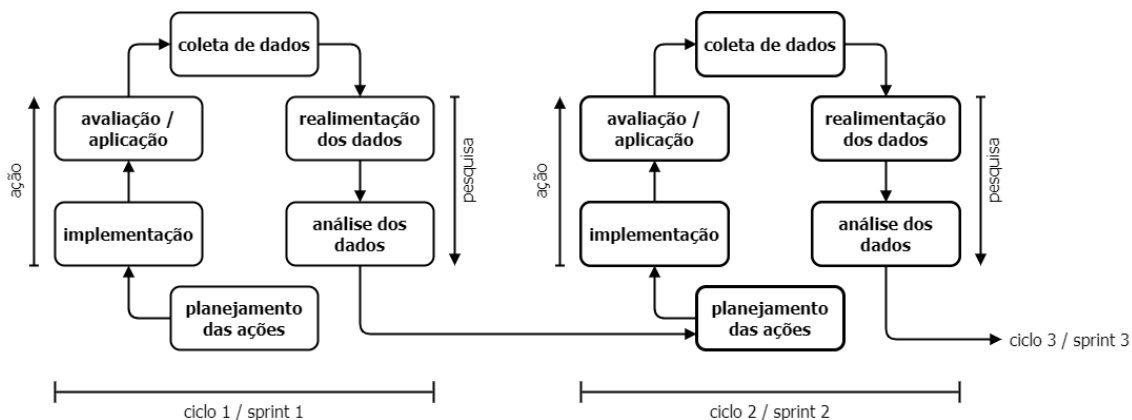 coleta de dados
avaliação /
aplicação
realimentação
dos dados
ação
pesquisa
implementação
análise dos
dados
planejamento
das ações
ciclo 1 / sprint 1
coleta de dados
avaliação /
aplicação
realimentação
dos dados
ação
pesquisa
implementação
análise dos
dados
planejamento
das ações
ciclo 3 / sprint 3
ciclo 2 / sprint 2